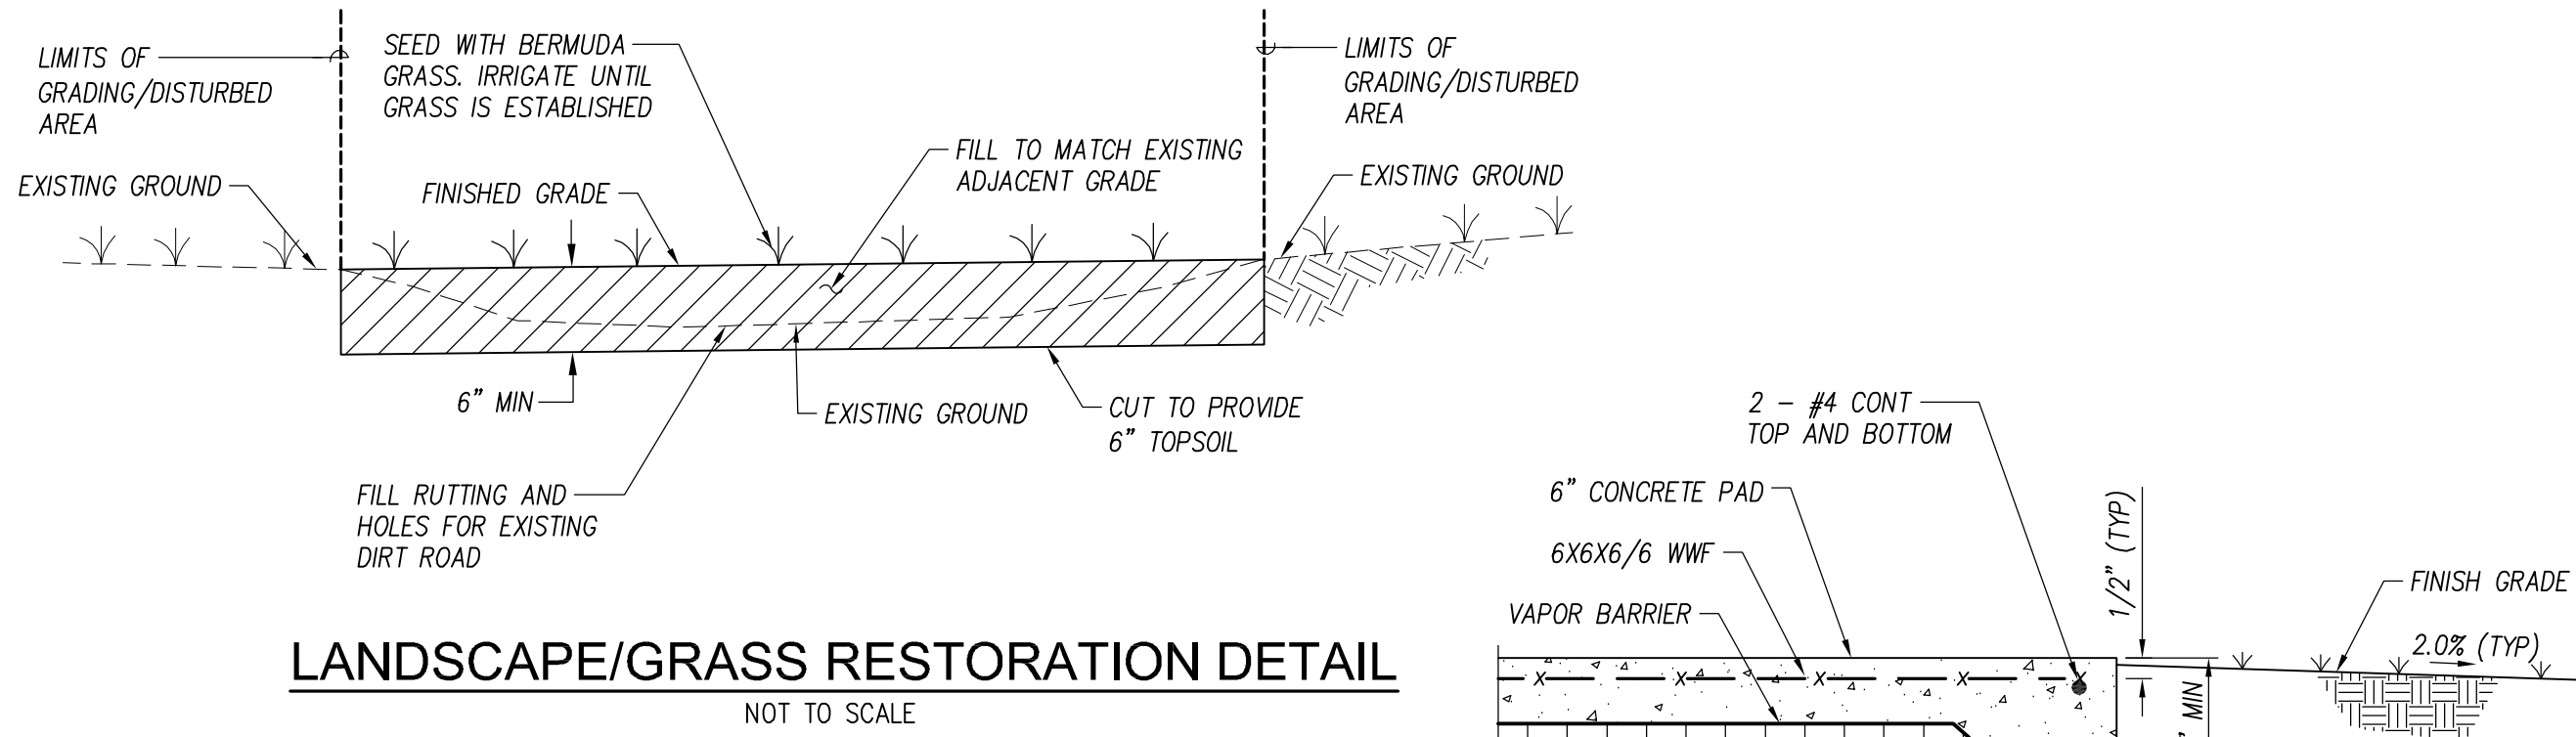 LIMITS OF
GRADING/DISTURBED
AREA
SEED WITH BERMUDA
GRASS. IRRIGATE UNTIL
GRASS IS ESTABLISHED
LIMITS OF
GRADING/DISTURBED
AREA
EXISTING GROUND
FINISHED GRADE
FILL TO MATCH EXISTING
ADJACENT GRADE
EXISTING GROUND
6" MIN
EXISTING GROUND
CUT TO PROVIDE
6" TOPSOIL
FILL RUTTING AND
HOLES FOR EXISTING
DIRT ROAD
LANDSCAPE/GRASS RESTORATION DETAIL
NOT TO SCALE
2 - #4 CONT
TOP AND BOTTOM
6" CONCRETE PAD
6X6X6/6 WWF
VAPOR BARRIER
1/2" (TYP)
FINISH GRADE
2.0% (TYP)
MIN